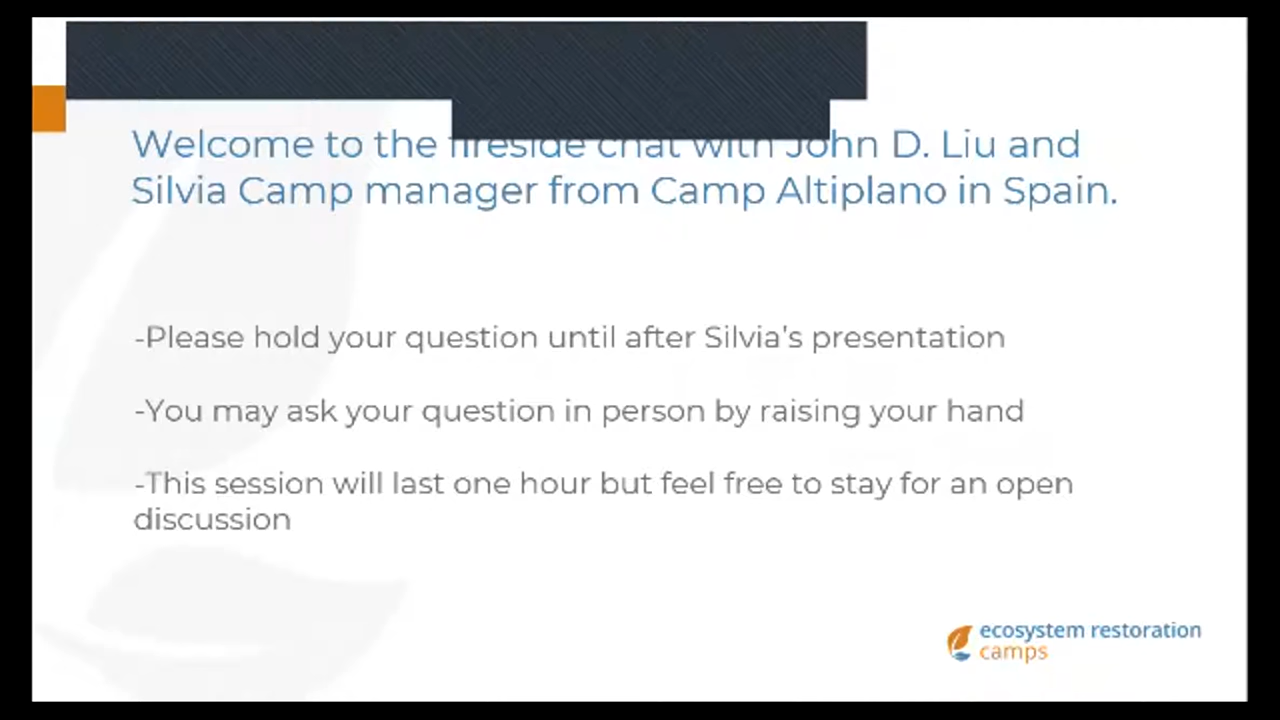 Welcome to the fireside chat with John D. Liu and
Silvia Camp manager from Camp Altiplano in Spain.
-Please hold your question until after Silvia's presentation
-You may ask your question in person by raising your hand
-This session will last one hour but feel free to stay for an open
discussion
ecosystem restoration
camps